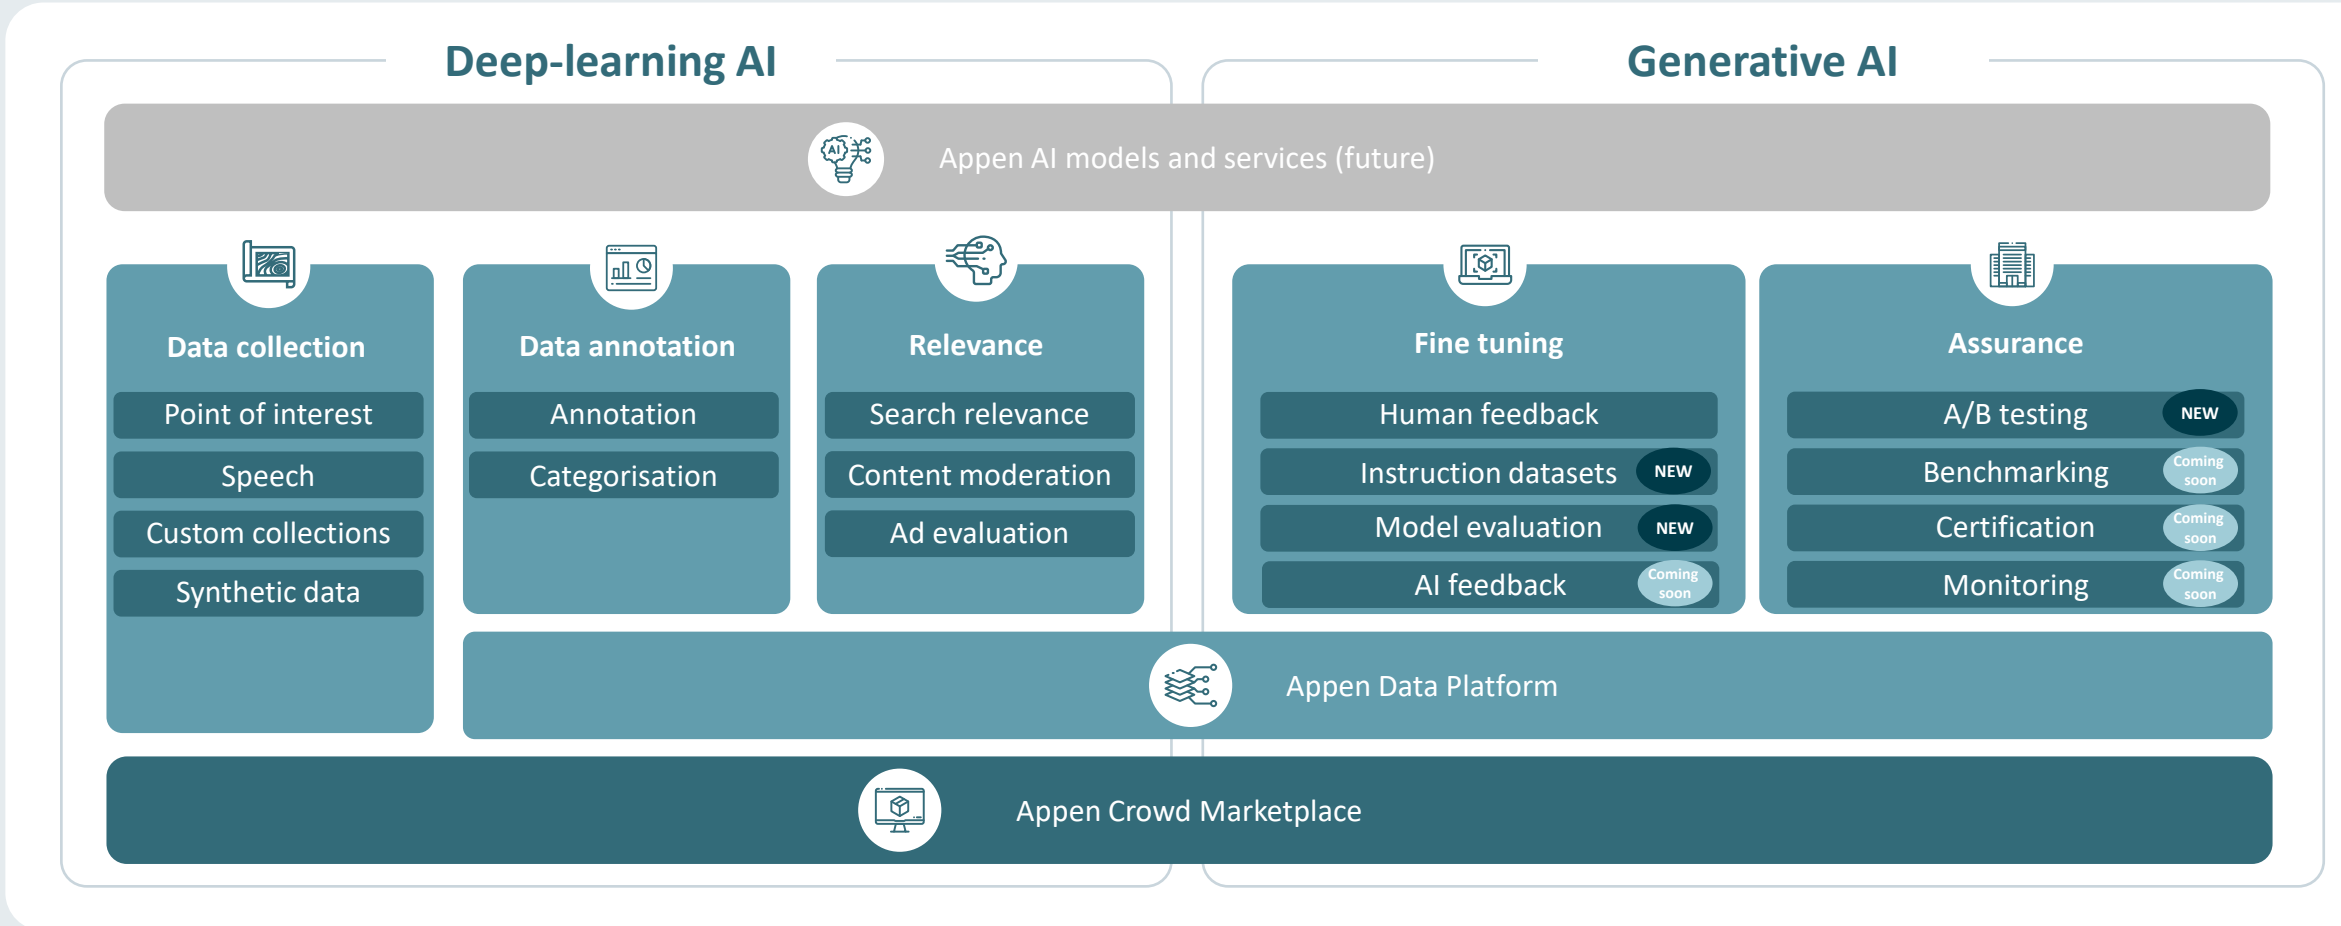 Deep-learning AI
Generative AI
AI
Appen AI models and services (future)
Data collection
Point of interest
Speech
Custom collections
Synthetic data
Data annotation
Annotation
Categorisation
Relevance
Search relevance
Content moderation
Ad evaluation
Fine tuning
Human feedback
Instruction datasets
NEW
Model evaluation
NEW
AI feedback
Coming
soon
Assurance
A/B testing
NEW
Benchmarking
Coming
soon
Certification
Coming
soon
Monitoring
Coming
soon
Appen Data Platform
Appen Crowd Marketplace